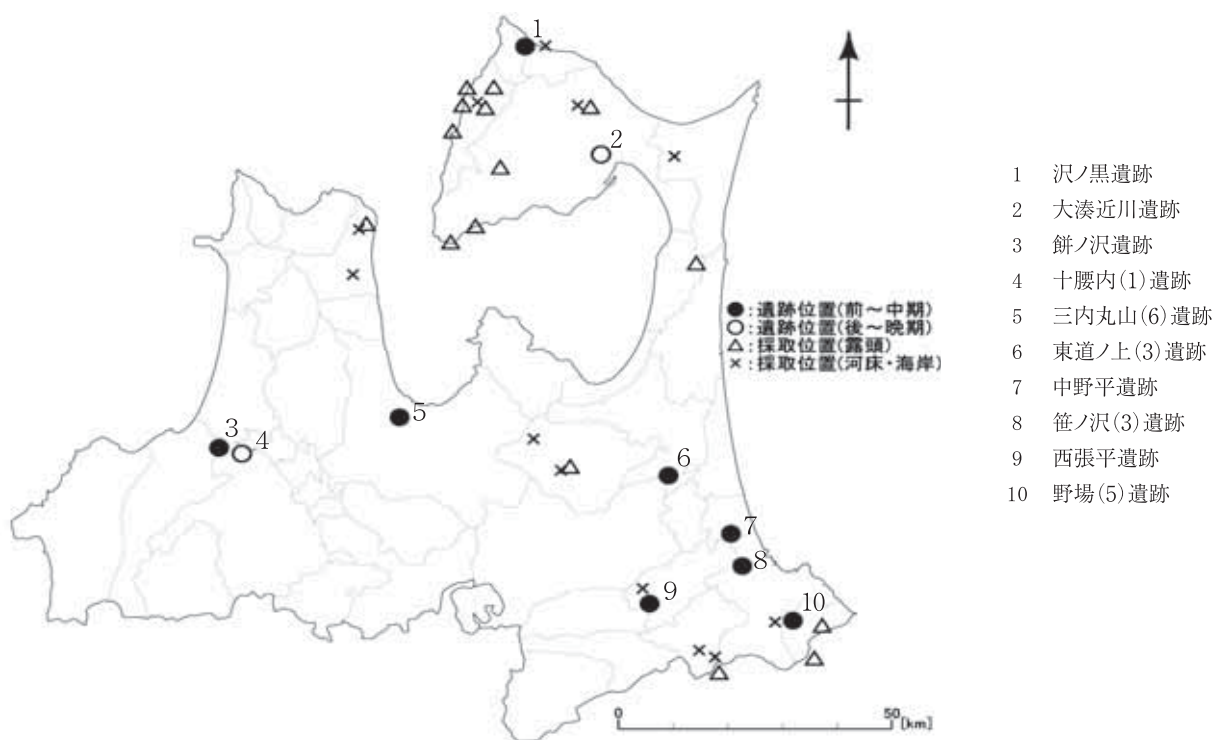 1
2
3
4
5
6
7
8
9
10
●:遺跡位置(前～中期)
○:遺跡位置(後～晩期)
△:採取位置(露頭)
×:採取位置(河床・海岸)
0 50
[km]
1 沢ノ黒遺跡
2 大湊近川遺跡
3 餅ノ沢遺跡
4 十腰内(1)遺跡
5 三内丸山(6)遺跡
6 東道ノ上(3)遺跡
7 中野平遺跡
8 笹ノ沢(3)遺跡
9 西張平遺跡
10 野場(5)遺跡